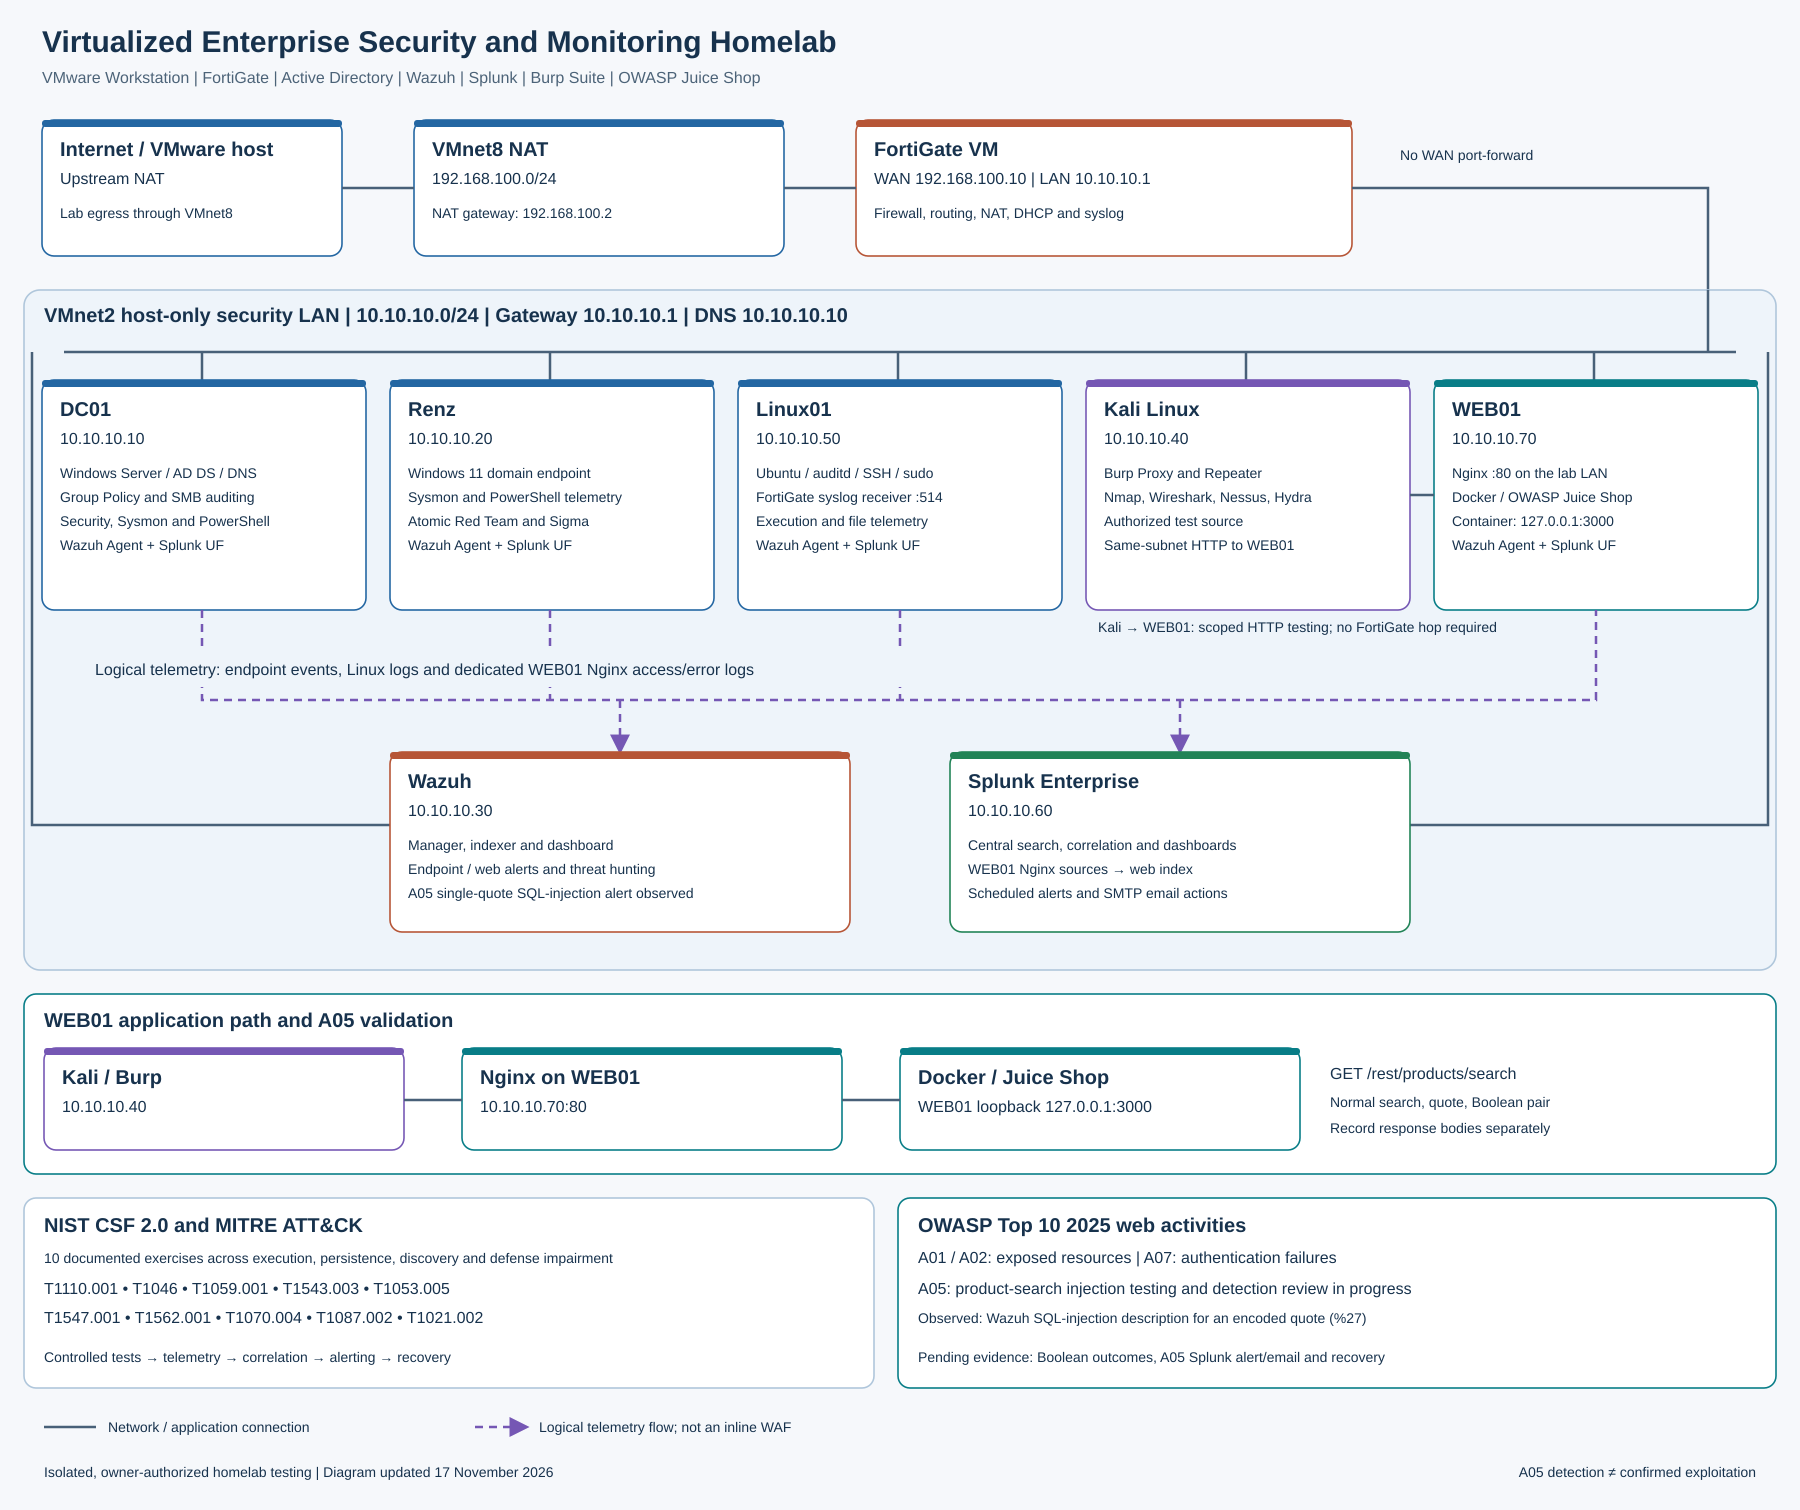 Virtualized Enterprise Security and Monitoring Homelab
VMware Workstation | FortiGate | Active Directory | Wazuh | Splunk | Burp Suite | OWASP Juice Shop
Internet / VMware host
Upstream NAT
Lab egress through VMnet8
VMnet8 NAT
192.168.100.0/24
NAT gateway: 192.168.100.2
FortiGate VM
WAN 192.168.100.10 | LAN 10.10.10.1
Firewall, routing, NAT, DHCP and syslog
No WAN port-forward
VMnet2 host-only security LAN | 10.10.10.0/24 | Gateway 10.10.10.1 | DNS 10.10.10.10
DC01
10.10.10.10
Windows Server / AD DS / DNS
Group Policy and SMB auditing
Security, Sysmon and PowerShell
Wazuh Agent + Splunk UF
Renz
10.10.10.20
Windows 11 domain endpoint
Sysmon and PowerShell telemetry
Atomic Red Team and Sigma
Wazuh Agent + Splunk UF
Linux01
10.10.10.50
Ubuntu / auditd / SSH / sudo
FortiGate syslog receiver :514
Execution and file telemetry
Wazuh Agent + Splunk UF
Kali Linux
10.10.10.40
Burp Proxy and Repeater
Nmap, Wireshark, Nessus, Hydra
Authorized test source
Same-subnet HTTP to WEB01
WEB01
10.10.10.70
Nginx :80 on the lab LAN
Docker / OWASP Juice Shop
Container: 127.0.0.1:3000
Wazuh Agent + Splunk UF
Kali → WEB01: scoped HTTP testing; no FortiGate hop required
Logical telemetry: endpoint events, Linux logs and dedicated WEB01 Nginx access/error logs
Wazuh
10.10.10.30
Manager, indexer and dashboard
Endpoint / web alerts and threat hunting
A05 single-quote SQL-injection alert observed
Splunk Enterprise
10.10.10.60
Central search, correlation and dashboards
WEB01 Nginx sources → web index
Scheduled alerts and SMTP email actions
WEB01 application path and A05 validation
Kali / Burp
10.10.10.40
Nginx on WEB01
10.10.10.70:80
Docker / Juice Shop
WEB01 loopback 127.0.0.1:3000
GET /rest/products/search
Normal search, quote, Boolean pair
Record response bodies separately
NIST CSF 2.0 and MITRE ATT&CK
10 documented exercises across execution, persistence, discovery and defense impairment
T1110.001 • T1046 • T1059.001 • T1543.003 • T1053.005
T1547.001 • T1562.001 • T1070.004 • T1087.002 • T1021.002
Controlled tests → telemetry → correlation → alerting → recovery
OWASP Top 10 2025 web activities
A01 / A02: exposed resources | A07: authentication failures
A05: product-search injection testing and detection review in progress
Observed: Wazuh SQL-injection description for an encoded quote (%27)
Pending evidence: Boolean outcomes, A05 Splunk alert/email and recovery
Network / application connection
Logical telemetry flow; not an inline WAF
Isolated, owner-authorized homelab testing | Diagram updated 17 November 2026
A05 detection ≠ confirmed exploitation